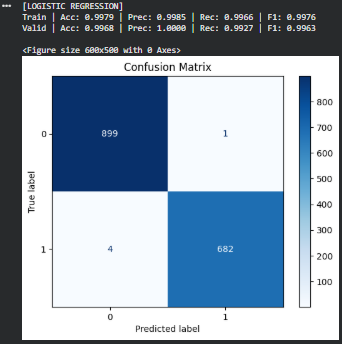 [LOGISTIC REGRESSION]
Train | Acc: 0.9979 | Prec: 0.9985 | Rec: 0.9966 | F1: 0.9976
Valid | Acc: 0.9968 | Prec: 1.0000 | Rec: 0.9927 | F1: 0.9963
<Figure size 600x500 with 0 Axes>
Confusion Matrix
800
700
0 899 1
600
500
True label
400
300
1 4 682
200
100
0 1
Predicted label